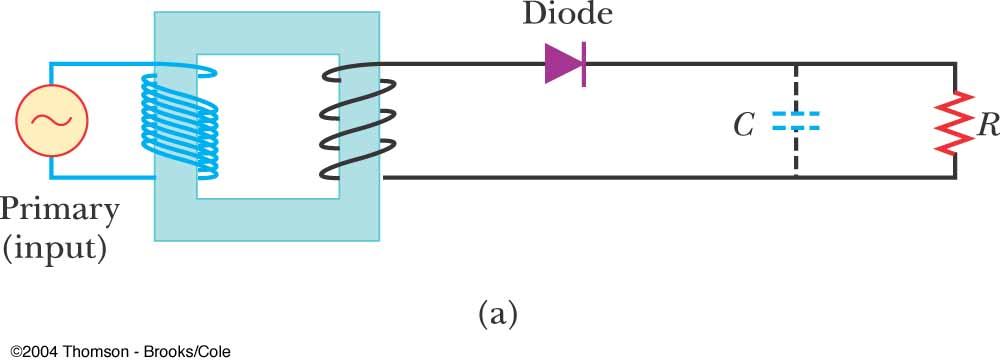 Diode
C
R
Primary
(input)
(a)
©2004 Thomson - Brooks/Cole